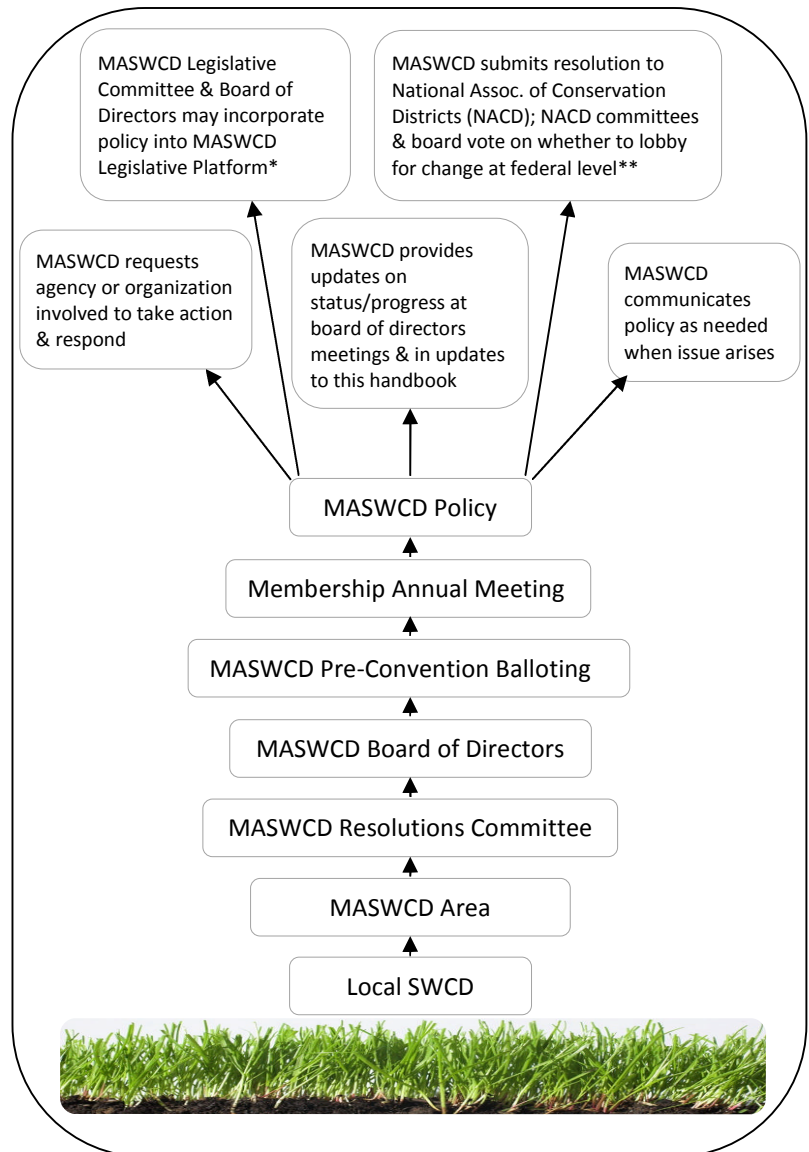 MASWCD Legislative
Committee & Board of
Directors may incorporate
policy into MASWCD
Legislative Platform*
MASWCD submits resolution to
National Assoc. of Conservation
Districts (NACD); NACD committees
& board vote on whether to lobby
for change at federal level**
MASWCD requests
agency or organization
involved to take action
& respond
MASWCD provides
updates on
status/progress at
board of directors
meetings & in updates
to this handbook
MASWCD
communicates
policy as needed
when issue arises
MASWCD Policy
Membership Annual Meeting
MASWCD Pre-Convention Balloting
MASWCD Board of Directors
MASWCD Resolutions Committee
MASWCD Area
Local SWCD